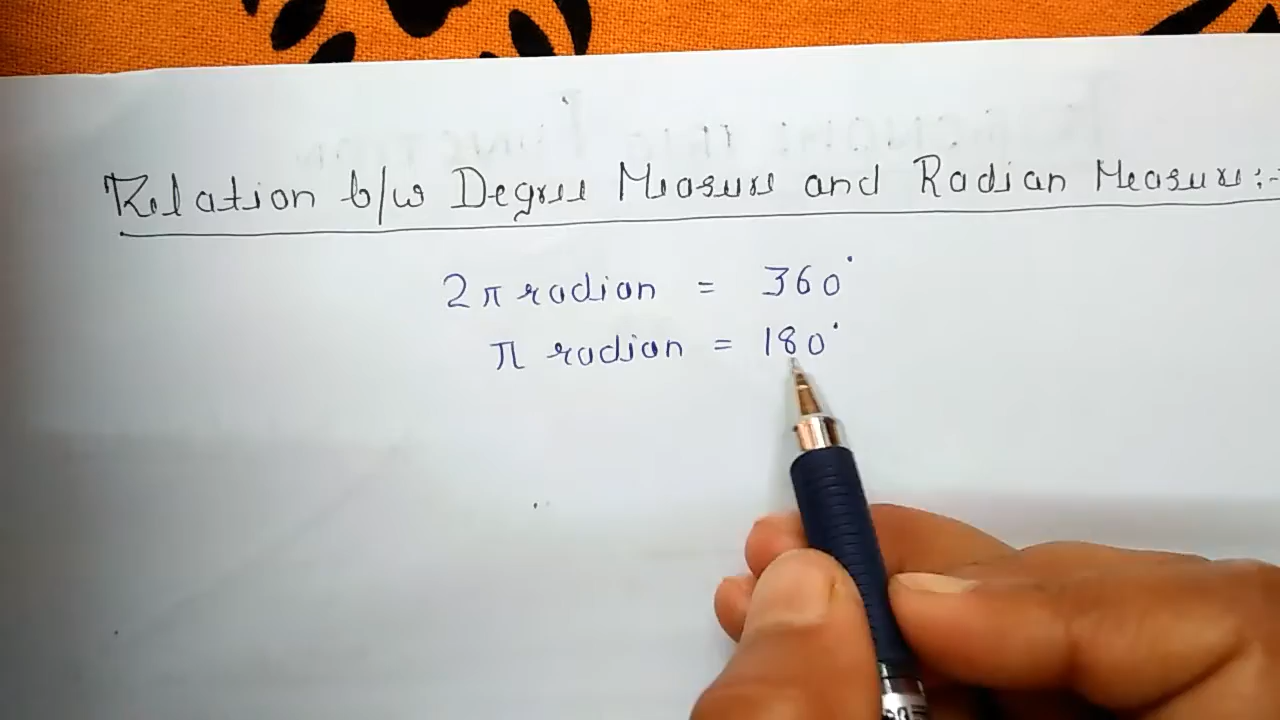 Relation b/w Degree Measure and Radian Measure:-
2π radian = 360°
π radian = 180°